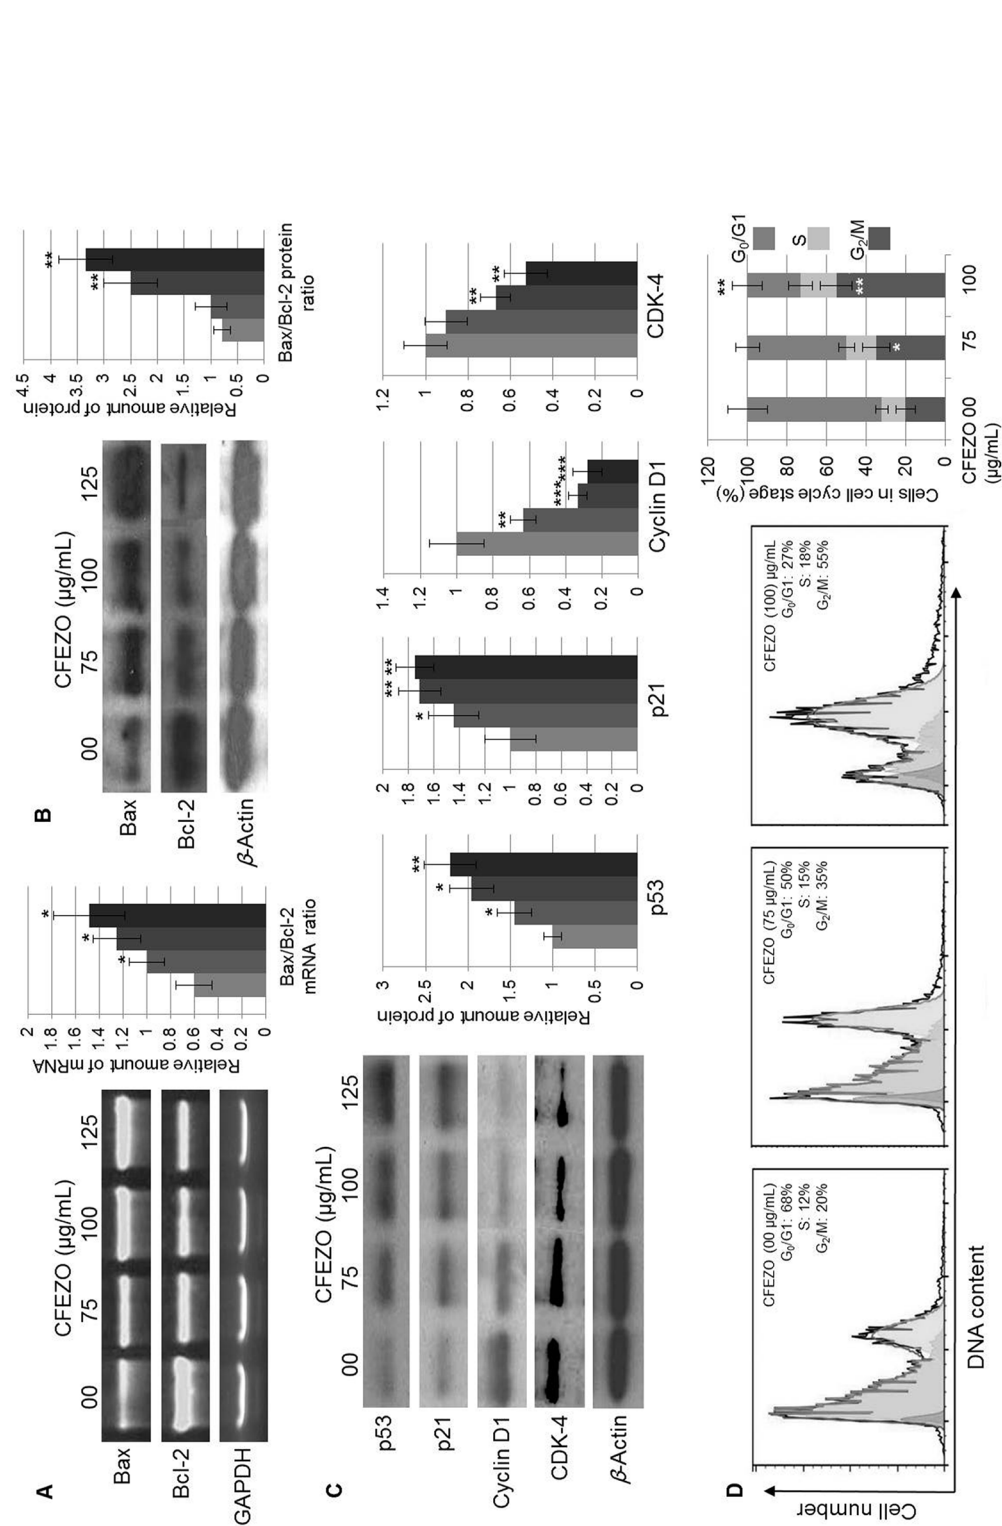 A
CFEZO (µg/mL)
00 75 100 125
Bax
Bcl-2
GAPDH
Relative amount of mRNA
2
1.8
1.6
1.4
1.2
1
0.8
0.6
0.4
0.2
0
* * *
Bax/Bcl-2
mRNA ratio
B
CFEZO (µg/mL)
00 75 100 125
Bax
Bcl-2
β-Actin
Relative amount of protein
4.5
4
3.5
3
2.5
2
1.5
1
0.5
0
** **
Bax/Bcl-2 protein
ratio
C
CFEZO (µg/mL)
00 75 100 125
p53
p21
Cyclin D1
CDK-4
β-Actin
Relative amount of protein
3
2.5
2
1.5
1
0.5
0
* * **
p53
2
1.8
1.6
1.4
1.2
1
0.8
0.6
0.4
0.2
0
* ** **
p21
1.4
1.2
1
0.8
0.6
0.4
0.2
0
** *** ***
Cyclin D1
1.2
1
0.8
0.6
0.4
0.2
0
** **
CDK-4
D
Cell number
CFEZO (00 µg/mL)
G0/G1: 68%
S: 12%
G2/M: 20%
CFEZO (75 µg/mL)
G0/G1: 50%
S: 15%
G2/M: 35%
CFEZO (100) µg/mL
G0/G1: 27%
S: 18%
G2/M: 55%
DNA content
Cells in cell cycle stage (%)
120
100
80
60
40
20
0
* ** **
G0/G1
S
G2/M
CFEZO 00 75 100
(µg/mL)